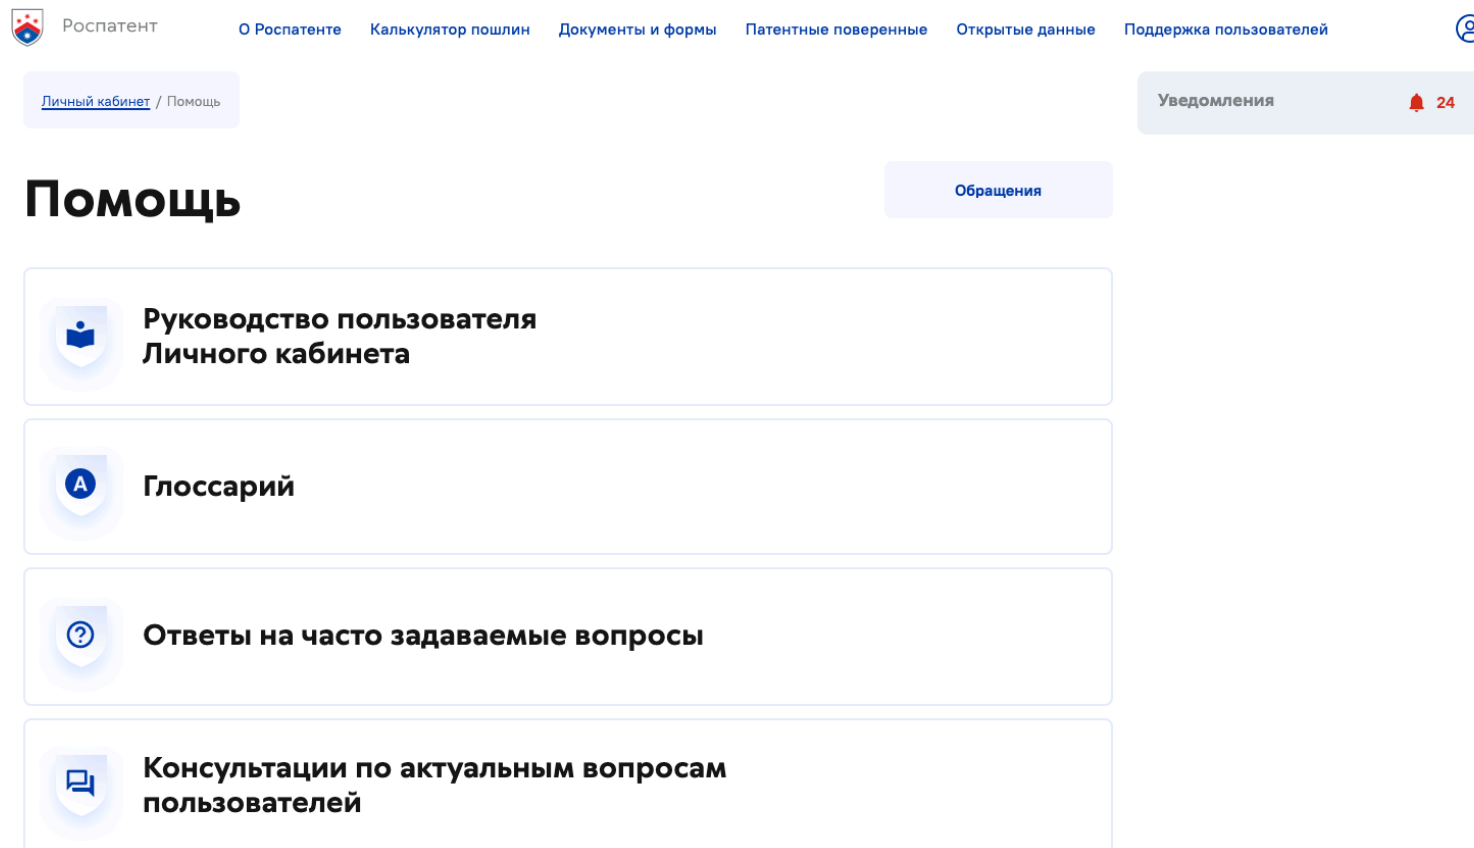 Роспатент
О Роспатенте
Калькулятор пошлин
Документы и формы
Патентные поверенные
Открытые данные
Поддержка пользователей
Личный кабинет / Помощь
Уведомления
24
Помощь
Обращения
Руководство пользователя
Личного кабинета
A
Глоссарий
?
Ответы на часто задаваемые вопросы
Консультации по актуальным вопросам
пользователей